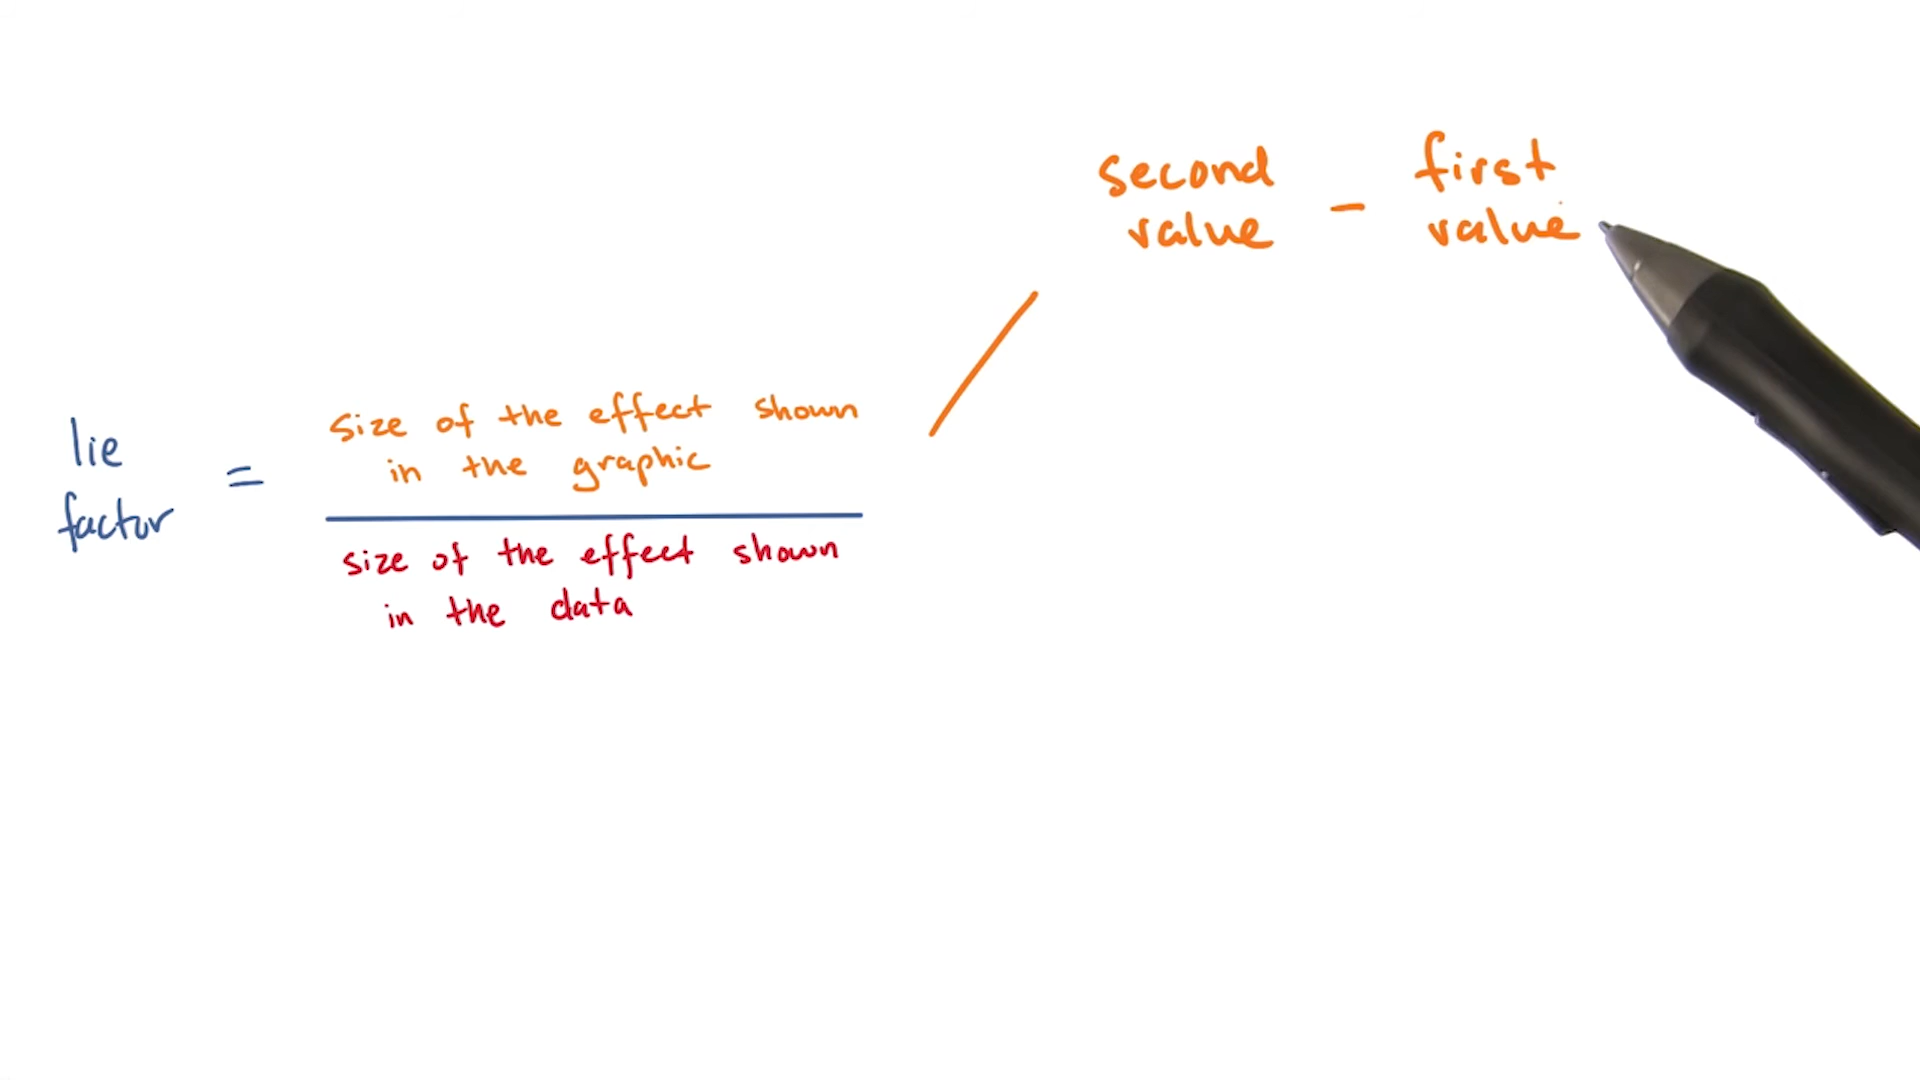 second first
value - value
lie
factor
=
size of the effect shown
in the graphic
size of the effect shown
in the data